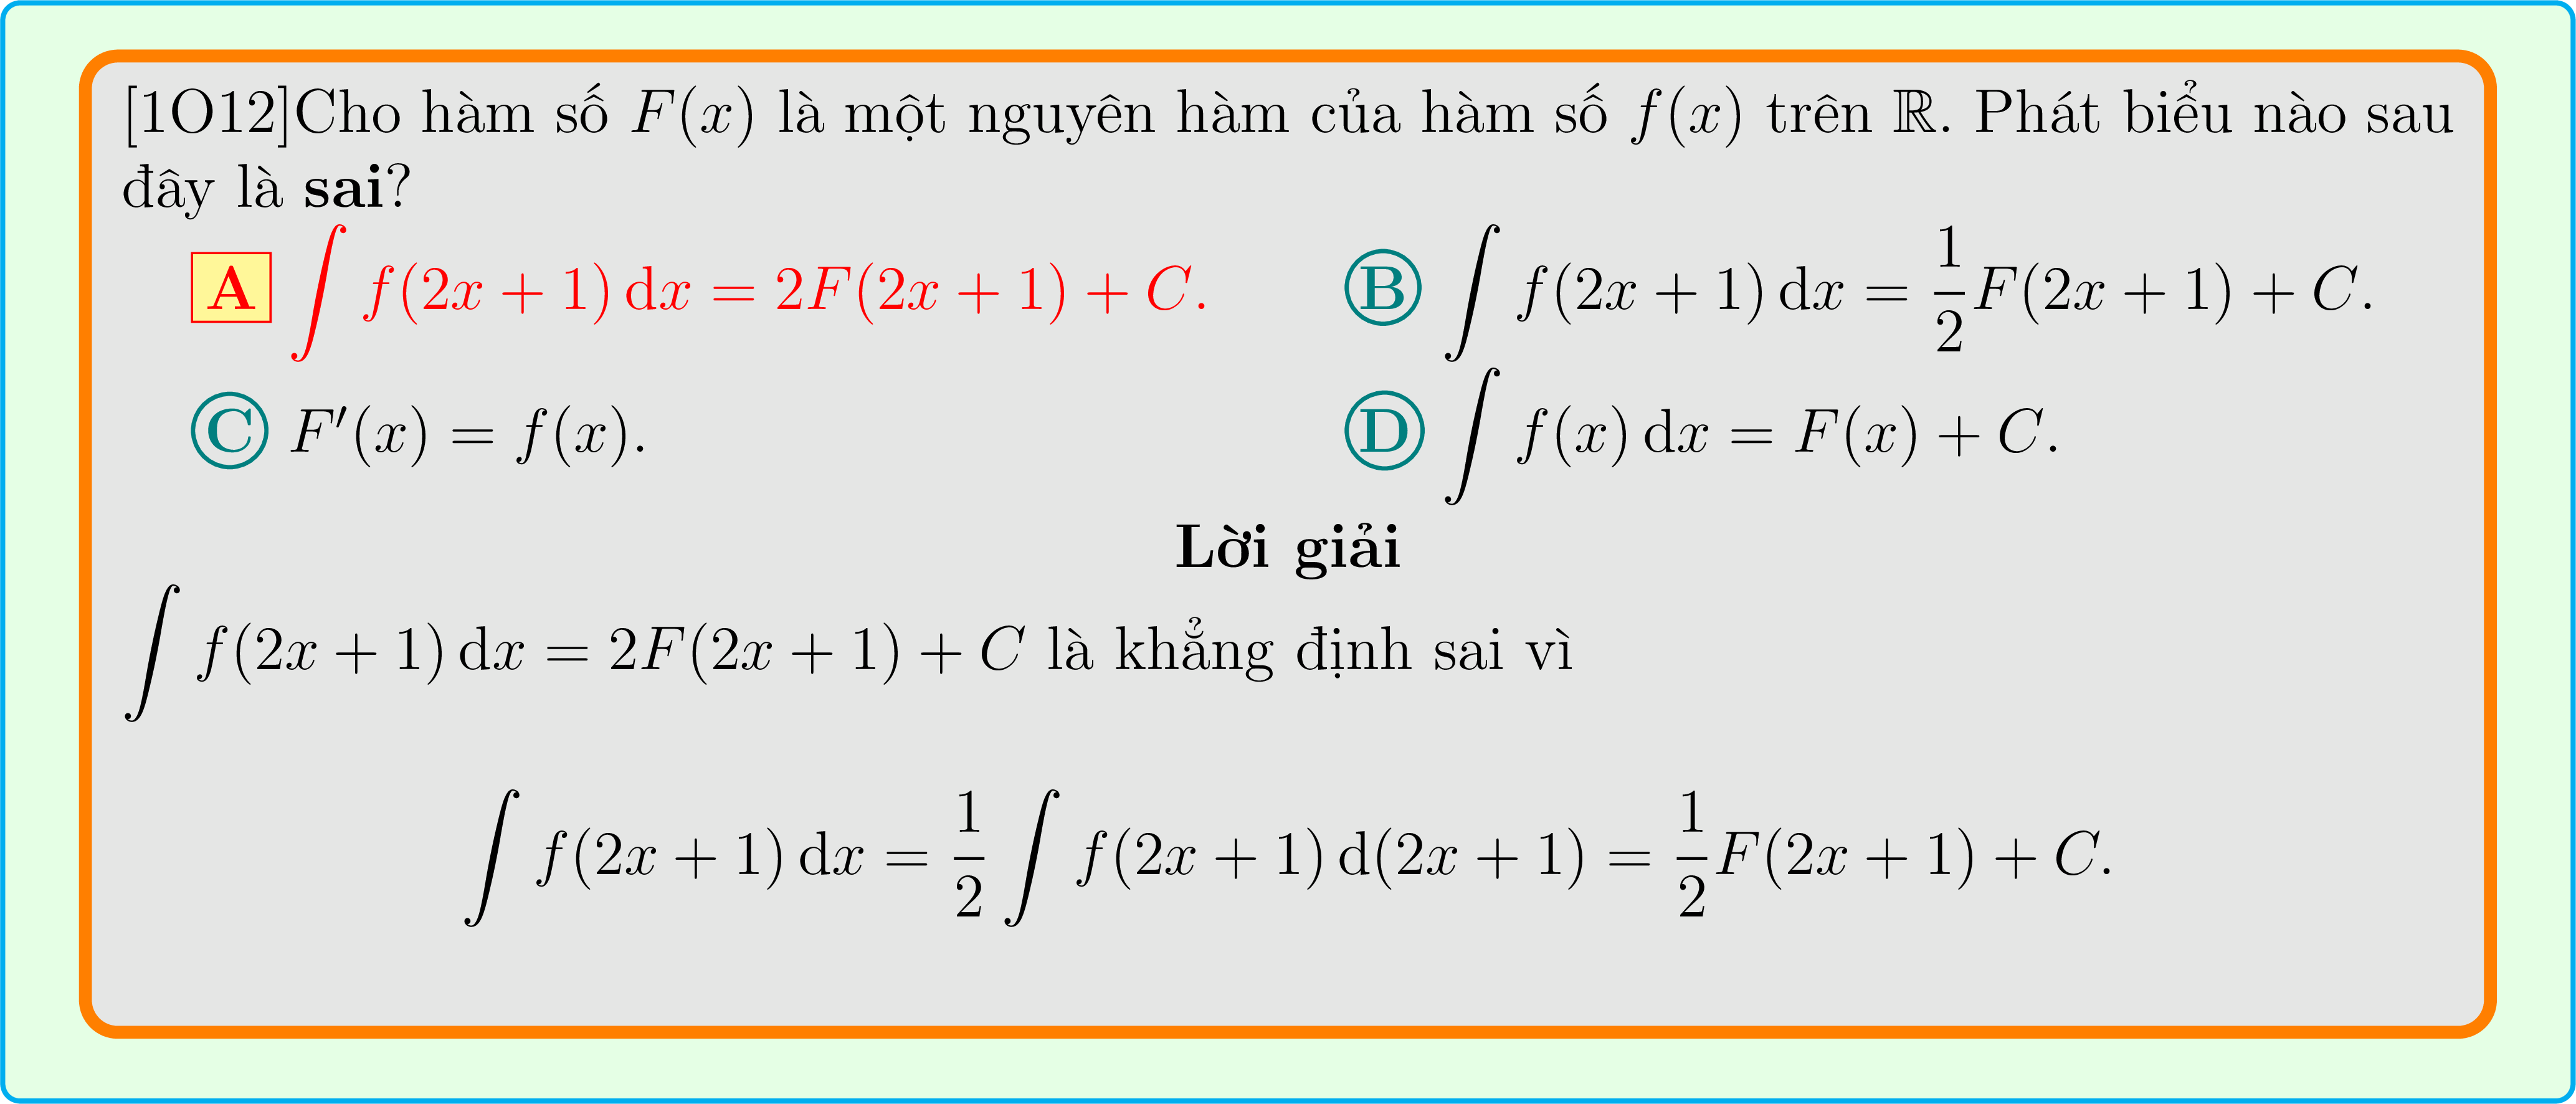 [1O12]Cho hàm số $F(x)$ là một nguyên hàm của hàm số $f(x)$ trên $\mathbb{R}$. Phát biểu nào sau
đây là sai?
A $\int f(2x + 1)\,\mathrm{d}x = 2F(2x + 1) + C.$ B $\int f(2x + 1)\,\mathrm{d}x = \frac{1}{2}F(2x + 1) + C.$
C $F'(x) = f(x).$ D $\int f(x)\,\mathrm{d}x = F(x) + C.$
Lời giải
$\int f(2x + 1)\,\mathrm{d}x = 2F(2x + 1) + C$ là khẳng định sai vì
$\int f(2x + 1)\,\mathrm{d}x = \frac{1}{2}\int f(2x + 1)\,\mathrm{d}(2x + 1) = \frac{1}{2}F(2x + 1) + C.$